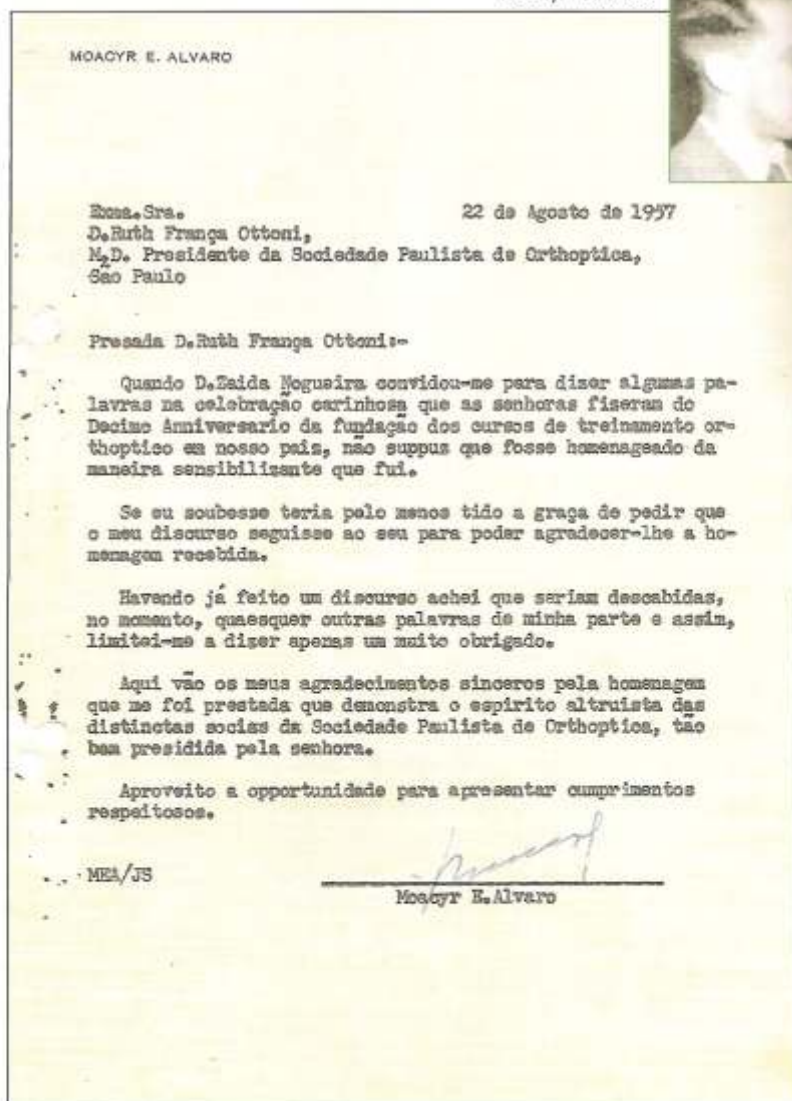 MOACYR E. ALVARO
Exma.Sra. 22 de Agosto de 1957
D.Ruth França Ottoni,
M.D. Presidente da Sociedade Paulista de Orthoptica,
São Paulo
Presada D.Ruth França Ottoni:-
Quando D.Zaida Nogueira convidou-me para dizer algumas pa-
lavras na celebração carinhosa que as senhoras fiseram do
Decimo Anniversario da fundação dos cursos de treinamento or-
thoptico em nosso pais, não suppus que fosse homenageado da
maneira sensibilizante que fui.
Se eu soubesse teria pelo menos tido a graça de pedir que
o meu discurso seguisse ao seu para poder agradecer-lhe a ho-
menagem recebida.
Havendo já feito um discurso achei que seriam descabidas,
no momento, quaesquer outras palavras de minha parte e assim,
limitei-me a dizer apenas um muito obrigado.
Aqui vão os meus agradecimentos sinceros pela homenagem
que me foi prestada que demonstra o espirito altruista das
distinctas socias da Sociedade Paulista de Orthoptica, tão
bem presidida pela senhora.
Aproveito a opportunidade para apresentar cumprimentos
respeitosos.
MEA/JS
Moacyr E.Alvaro